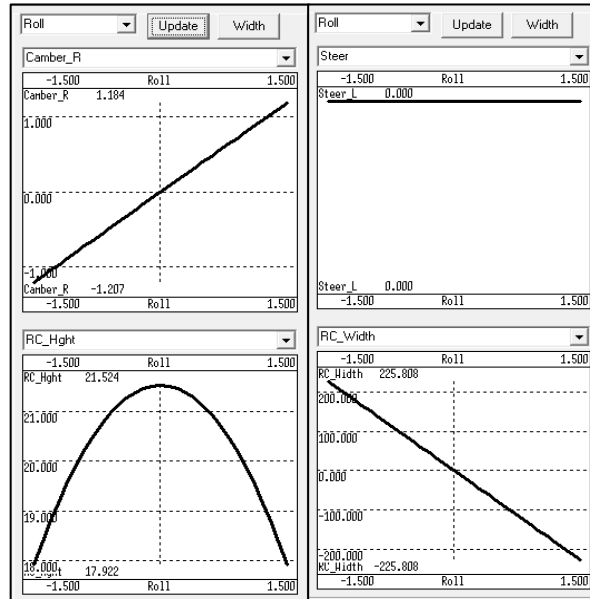 Roll Update Width
Camber_R
-1.500 Roll 1.500
Camber_R 1.184
1.000
0.000
-1.000
Camber_R -1.207
-1.500 Roll 1.500
RC_Hght
-1.500 Roll 1.500
RC_Hght 21.524
21.000
20.000
19.000
18.000
RC_Hght 17.922
-1.500 Roll 1.500
Roll Update Width
Steer
-1.500 Roll 1.500
Steer_L 0.000
Steer_L 0.000
-1.500 Roll 1.500
RC_Width
-1.500 Roll 1.500
RC_Width 225.808
200.000
100.000
0.000
-100.000
-200.000
RC_Width -225.808
-1.500 Roll 1.500